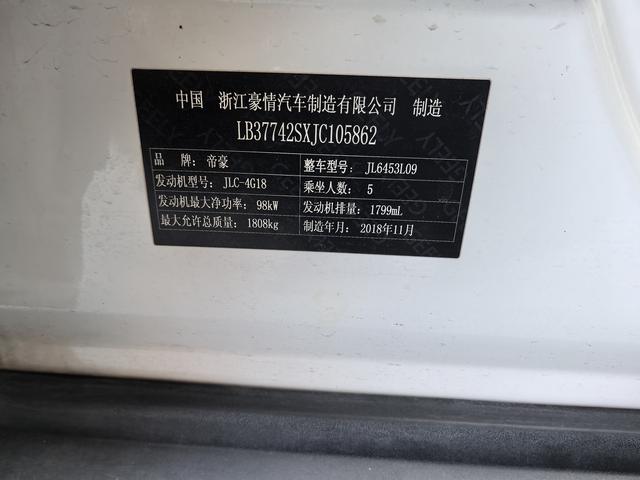 中国 浙江豪情汽车制造有限公司 制造
LB37742SXJC105862
品 牌：帝豪 整车型号：JL6453L09
发动机型号：JLC-4G18 乘坐人数：5
发动机最大净功率：98kW 发动机排量：1799mL
最大允许总质量：1808kg 制造年月：2018年11月